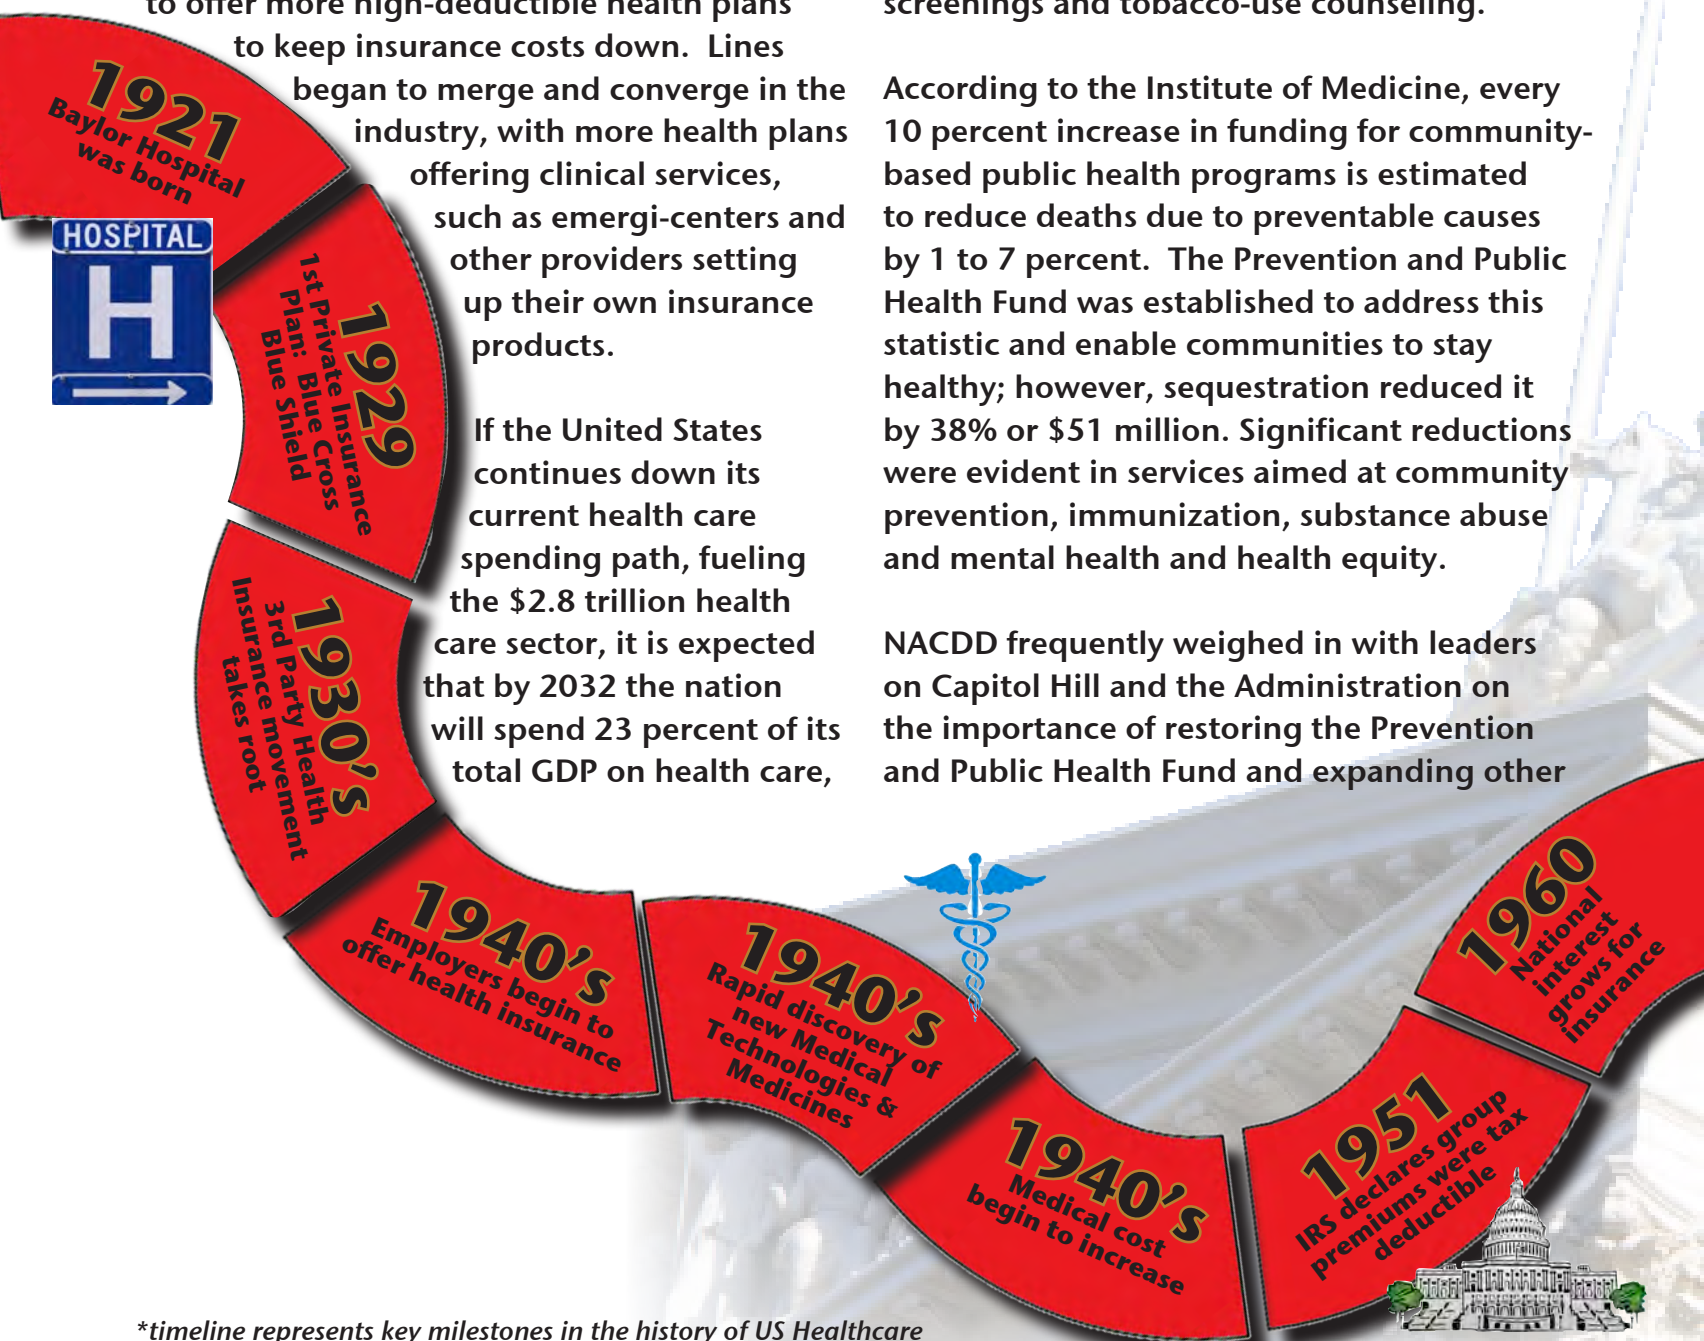 to offer more high-deductible health plans
to keep insurance costs down.  Lines
began to merge and converge in the
industry, with more health plans
offering clinical services,
such as emergi-centers and
other providers setting
up their own insurance
products.
If the United States
continues down its
current health care
spending path, fueling
the $2.8 trillion health
care sector, it is expected
that by 2032 the nation
will spend 23 percent of its
total GDP on health care,
screenings and tobacco-use counseling.
According to the Institute of Medicine, every
10 percent increase in funding for community-
based public health programs is estimated
to reduce deaths due to preventable causes
by 1 to 7 percent.  The Prevention and Public
Health Fund was established to address this
statistic and enable communities to stay
healthy; however, sequestration reduced it
by 38% or $51 million. Significant reductions
were evident in services aimed at community
prevention, immunization, substance abuse
and mental health and health equity.
NACDD frequently weighed in with leaders
on Capitol Hill and the Administration on
the importance of restoring the Prevention
and Public Health Fund and expanding other
1921
Baylor Hospital
was born
HOSPITAL
H
1929
1st Private Insurance
Plan:  Blue Cross
Blue Shield
1930's
3rd Party Health
Insurance movement
takes root
1940's
Employers begin to
offer health insurance
1940's
Rapid discovery of
new Medical
Technologies &
Medicines
1940's
Medical cost
begin to increase
1951
IRS declares group
premiums were tax
deductible
1960
National
interest
grows for
insurance
*timeline represents key milestones in the history of US Healthcare